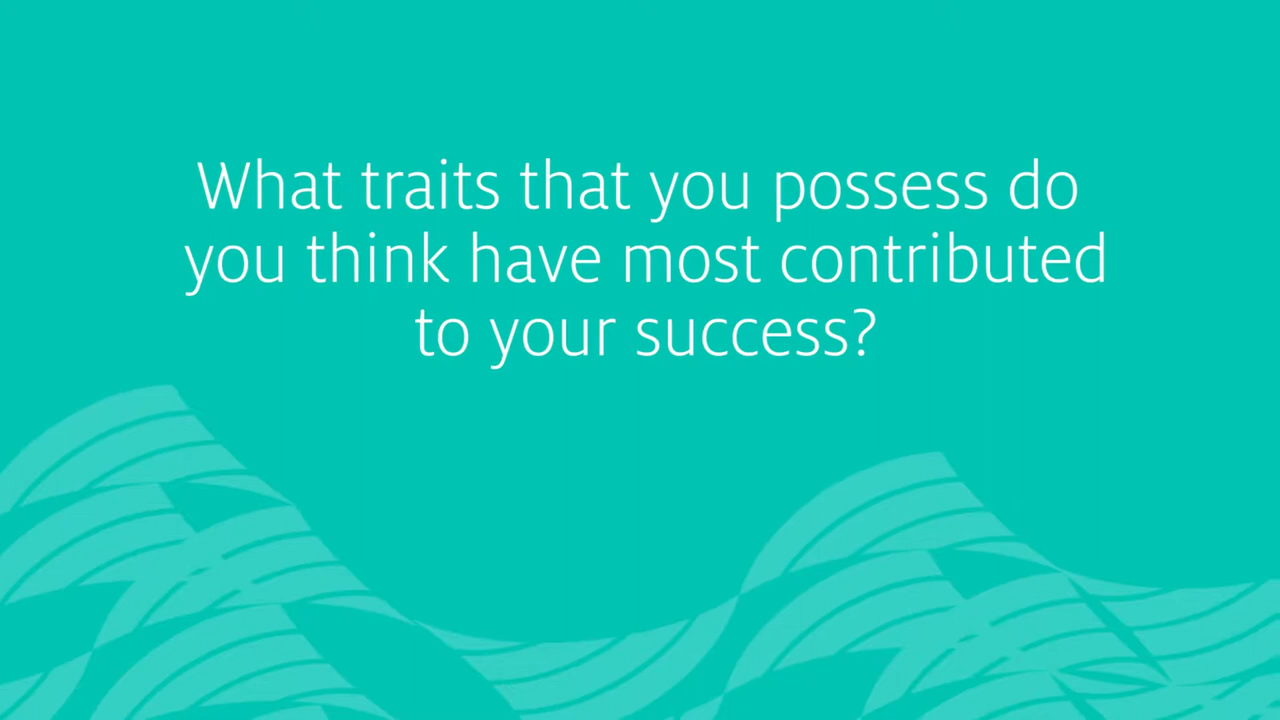 What traits that you possess do
you think have most contributed
to your success?